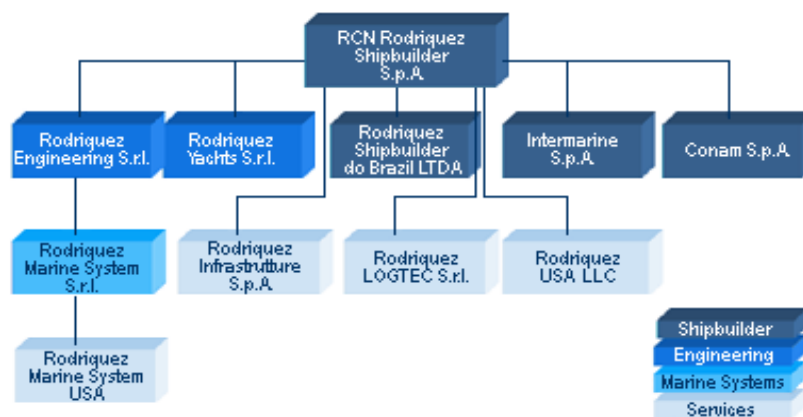 RCN Rodriquez
Shipbuilder
S.p.A.
Rodriquez
Engineering S.r.l.
Rodriquez
Yachts S.r.l.
Rodriquez
Shipbuilder
do Brazil LTDA
Intermarine
S.p.A.
Conam S.p.A.
Rodriquez
Marine System
S.r.l.
Rodriquez
Infrastrutture
S.p.A.
Rodriquez
LOGTEC S.r.l.
Rodriquez
USA LLC
Rodriquez
Marine System
USA
Shipbuilder
Engineering
Marine Systems
Services